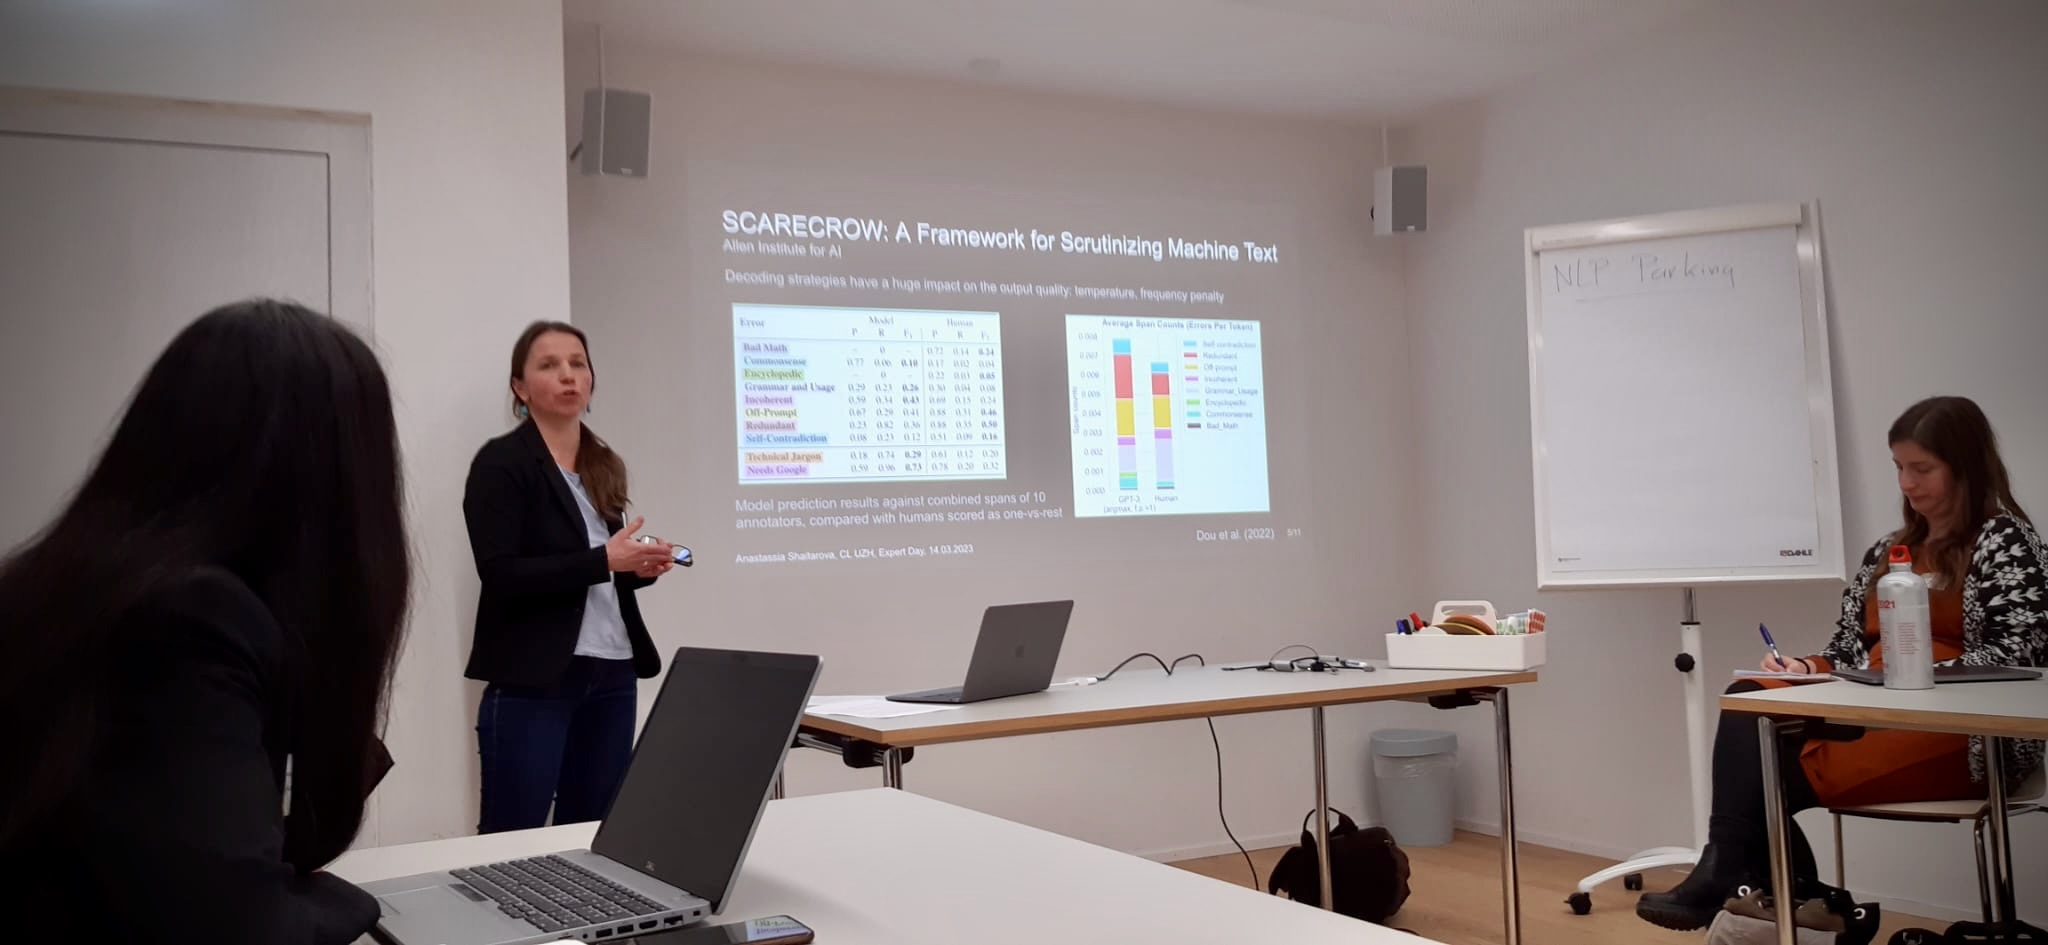 SCARECROW: A Framework for Scrutinizing Machine Text
Allen Institute for AI
Decoding strategies have a huge impact on the output quality: temperature, frequency penalty
Error Model Human
P R F₁ P R F₁
Bad Math – 0 – 0.72 0.14 0.24
Commonsense 0.77 0.06 0.10 0.17 0.02 0.04
Encyclopedic – 0 – 0.22 0.03 0.05
Grammar and Usage 0.29 0.23 0.26 0.30 0.04 0.08
Incoherent 0.59 0.34 0.43 0.69 0.15 0.24
Off-Prompt 0.67 0.29 0.41 0.88 0.31 0.46
Redundant 0.23 0.82 0.36 0.88 0.35 0.50
Self-Contradiction 0.08 0.23 0.12 0.51 0.09 0.16
Technical Jargon 0.18 0.74 0.29 0.61 0.12 0.20
Needs Google 0.59 0.96 0.73 0.78 0.20 0.32
Model prediction results against combined spans of 10
annotators, compared with humans scored as one-vs-rest
Average Span Counts (Errors Per Token)
Span counts
0.008
0.007
0.006
0.005
0.004
0.003
0.002
0.001
0.000
GPT-3 Human
(argmax, f.p.=1)
Self-contradiction
Redundant
Off-prompt
Incoherent
Grammar_Usage
Encyclopedic
Commonsense
Bad_Math
Dou et al. (2022) 5/11
Anastassia Shaitarova, CL UZH, Expert Day, 14.03.2023
NLP Parking
DAHLE
2021
DELL